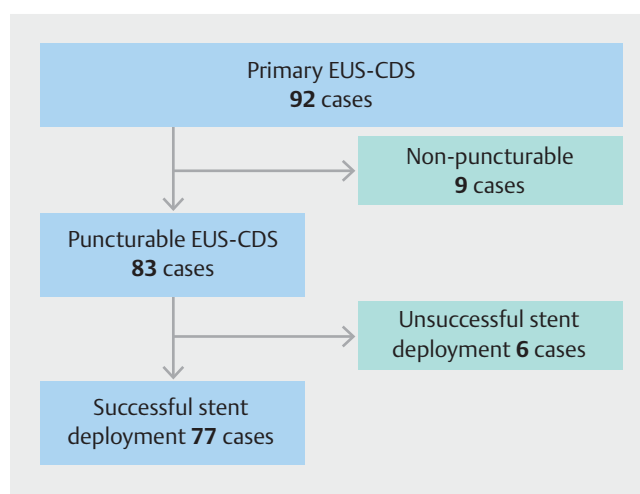 Primary EUS-CDS
92 cases
Non-puncturable
9 cases
Puncturable EUS-CDS
83 cases
Unsuccessful stent
deployment 6 cases
Successful stent
deployment 77 cases